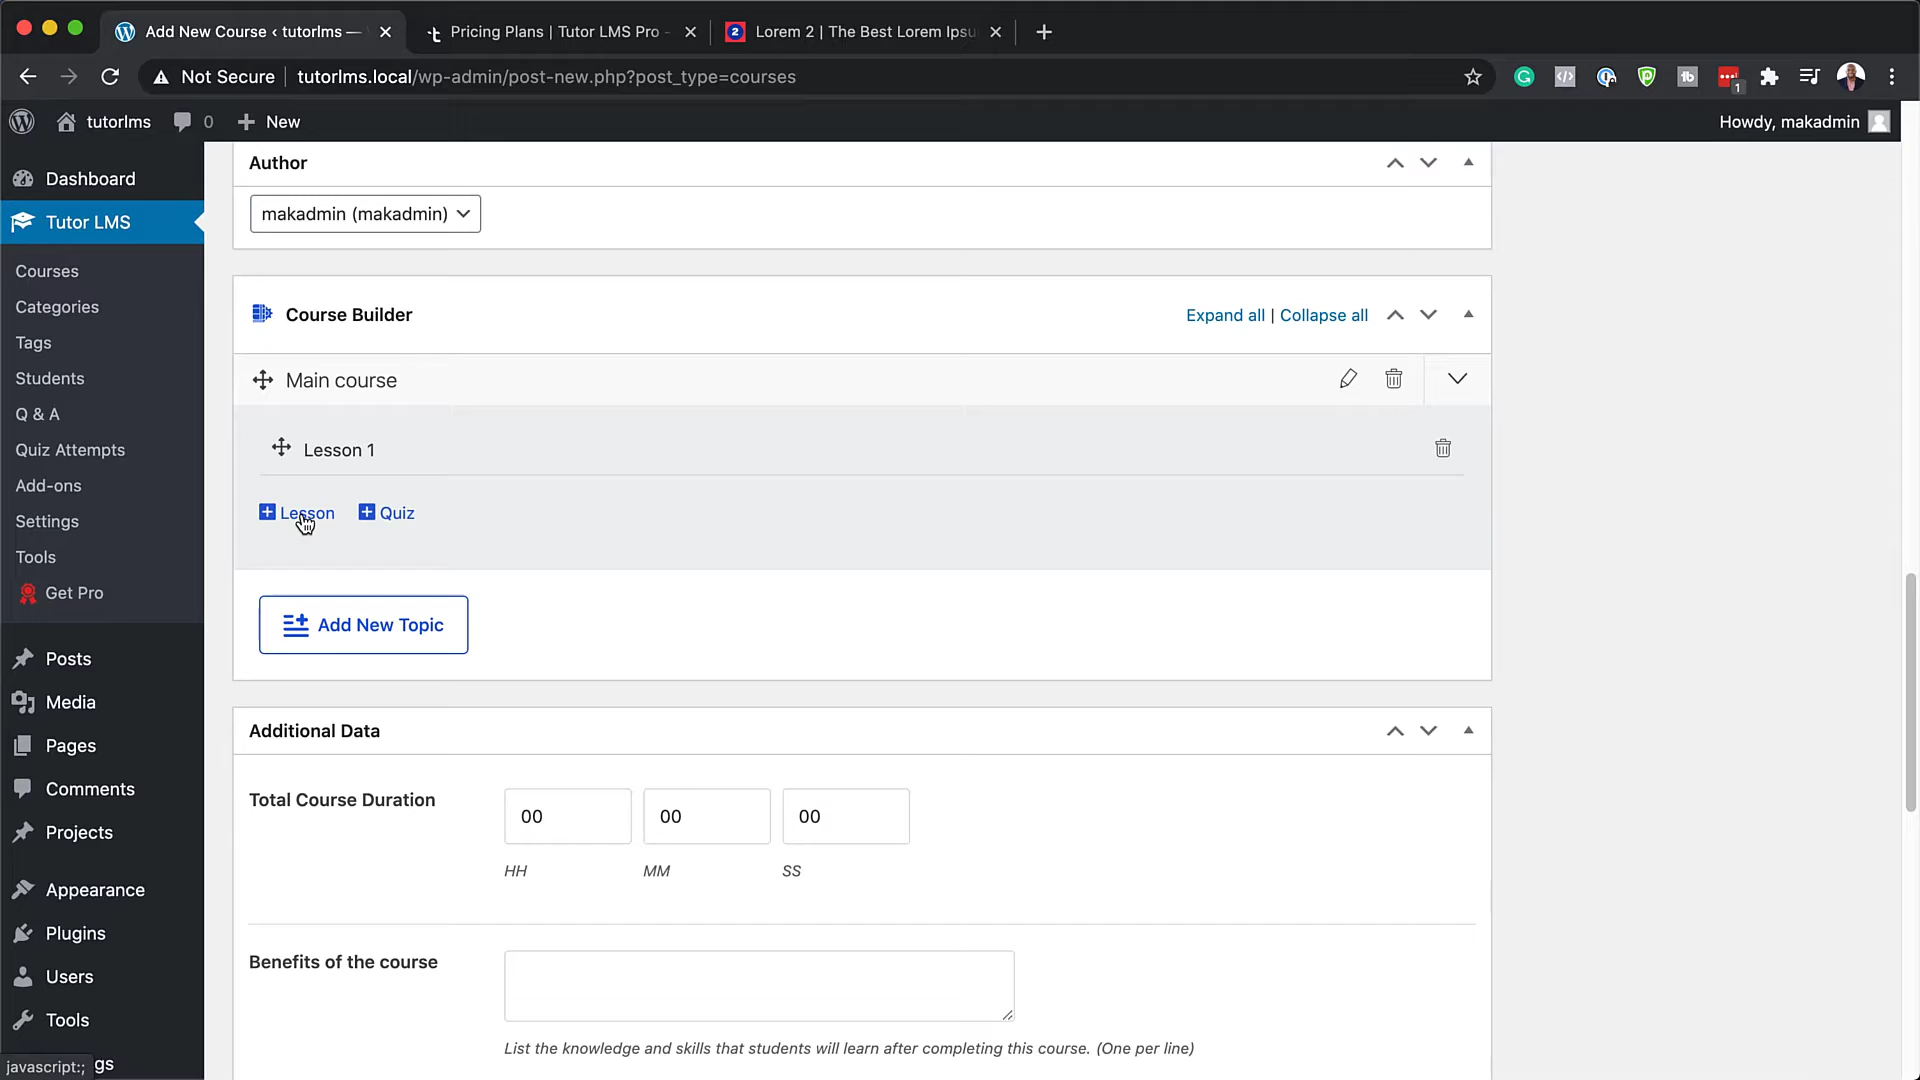 Add New Course ‹ tutorlms —
Pricing Plans | Tutor LMS Pro -
2
Lorem 2 | The Best Lorem Ipsu
Not Secure
tutorlms.local/wp-admin/post-new.php?post_type=courses
1
tutorlms
0
New
Howdy, makadmin
Dashboard
Tutor LMS
Courses
Categories
Tags
Students
Q & A
Quiz Attempts
Add-ons
Settings
Tools
Get Pro
Posts
Media
Pages
Comments
Projects
Appearance
Plugins
Users
Tools
gs
javascript:;
Author
makadmin (makadmin)
Course Builder
Expand all | Collapse all
Main course
Lesson 1
Lesson
Quiz
Add New Topic
Additional Data
Total Course Duration
00
00
00
HH
MM
SS
Benefits of the course
List the knowledge and skills that students will learn after completing this course. (One per line)